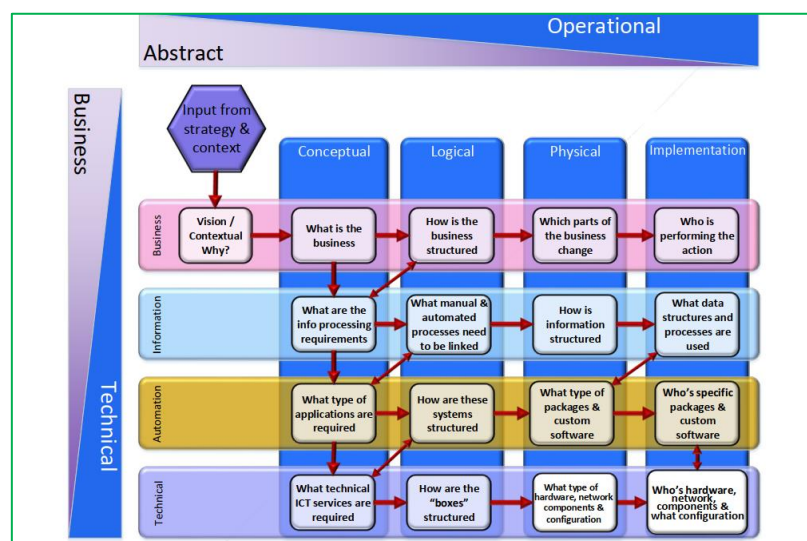 Operational
Abstract
Business
Technical
Input from
strategy &
context
Conceptual
Logical
Physical
Implementation
Business
Vision /
Contextual
Why?
What is the
business
How is the
business
structured
Which parts of
the business
change
Who is
performing the
action
Information
What are the
info processing
requirements
What manual &
automated
processes need
to be linked
How is
information
structured
What data
structures and
processes are
used
Automation
What type of
applications are
required
How are these
systems
structured
What type of
packages &
custom software
Who's specific
packages &
custom software
Technical
What technical
ICT services are
required
How are the
"boxes"
structured
What type of
hardware, network
components &
configuration
Who's hardware,
network,
components &
what configuration